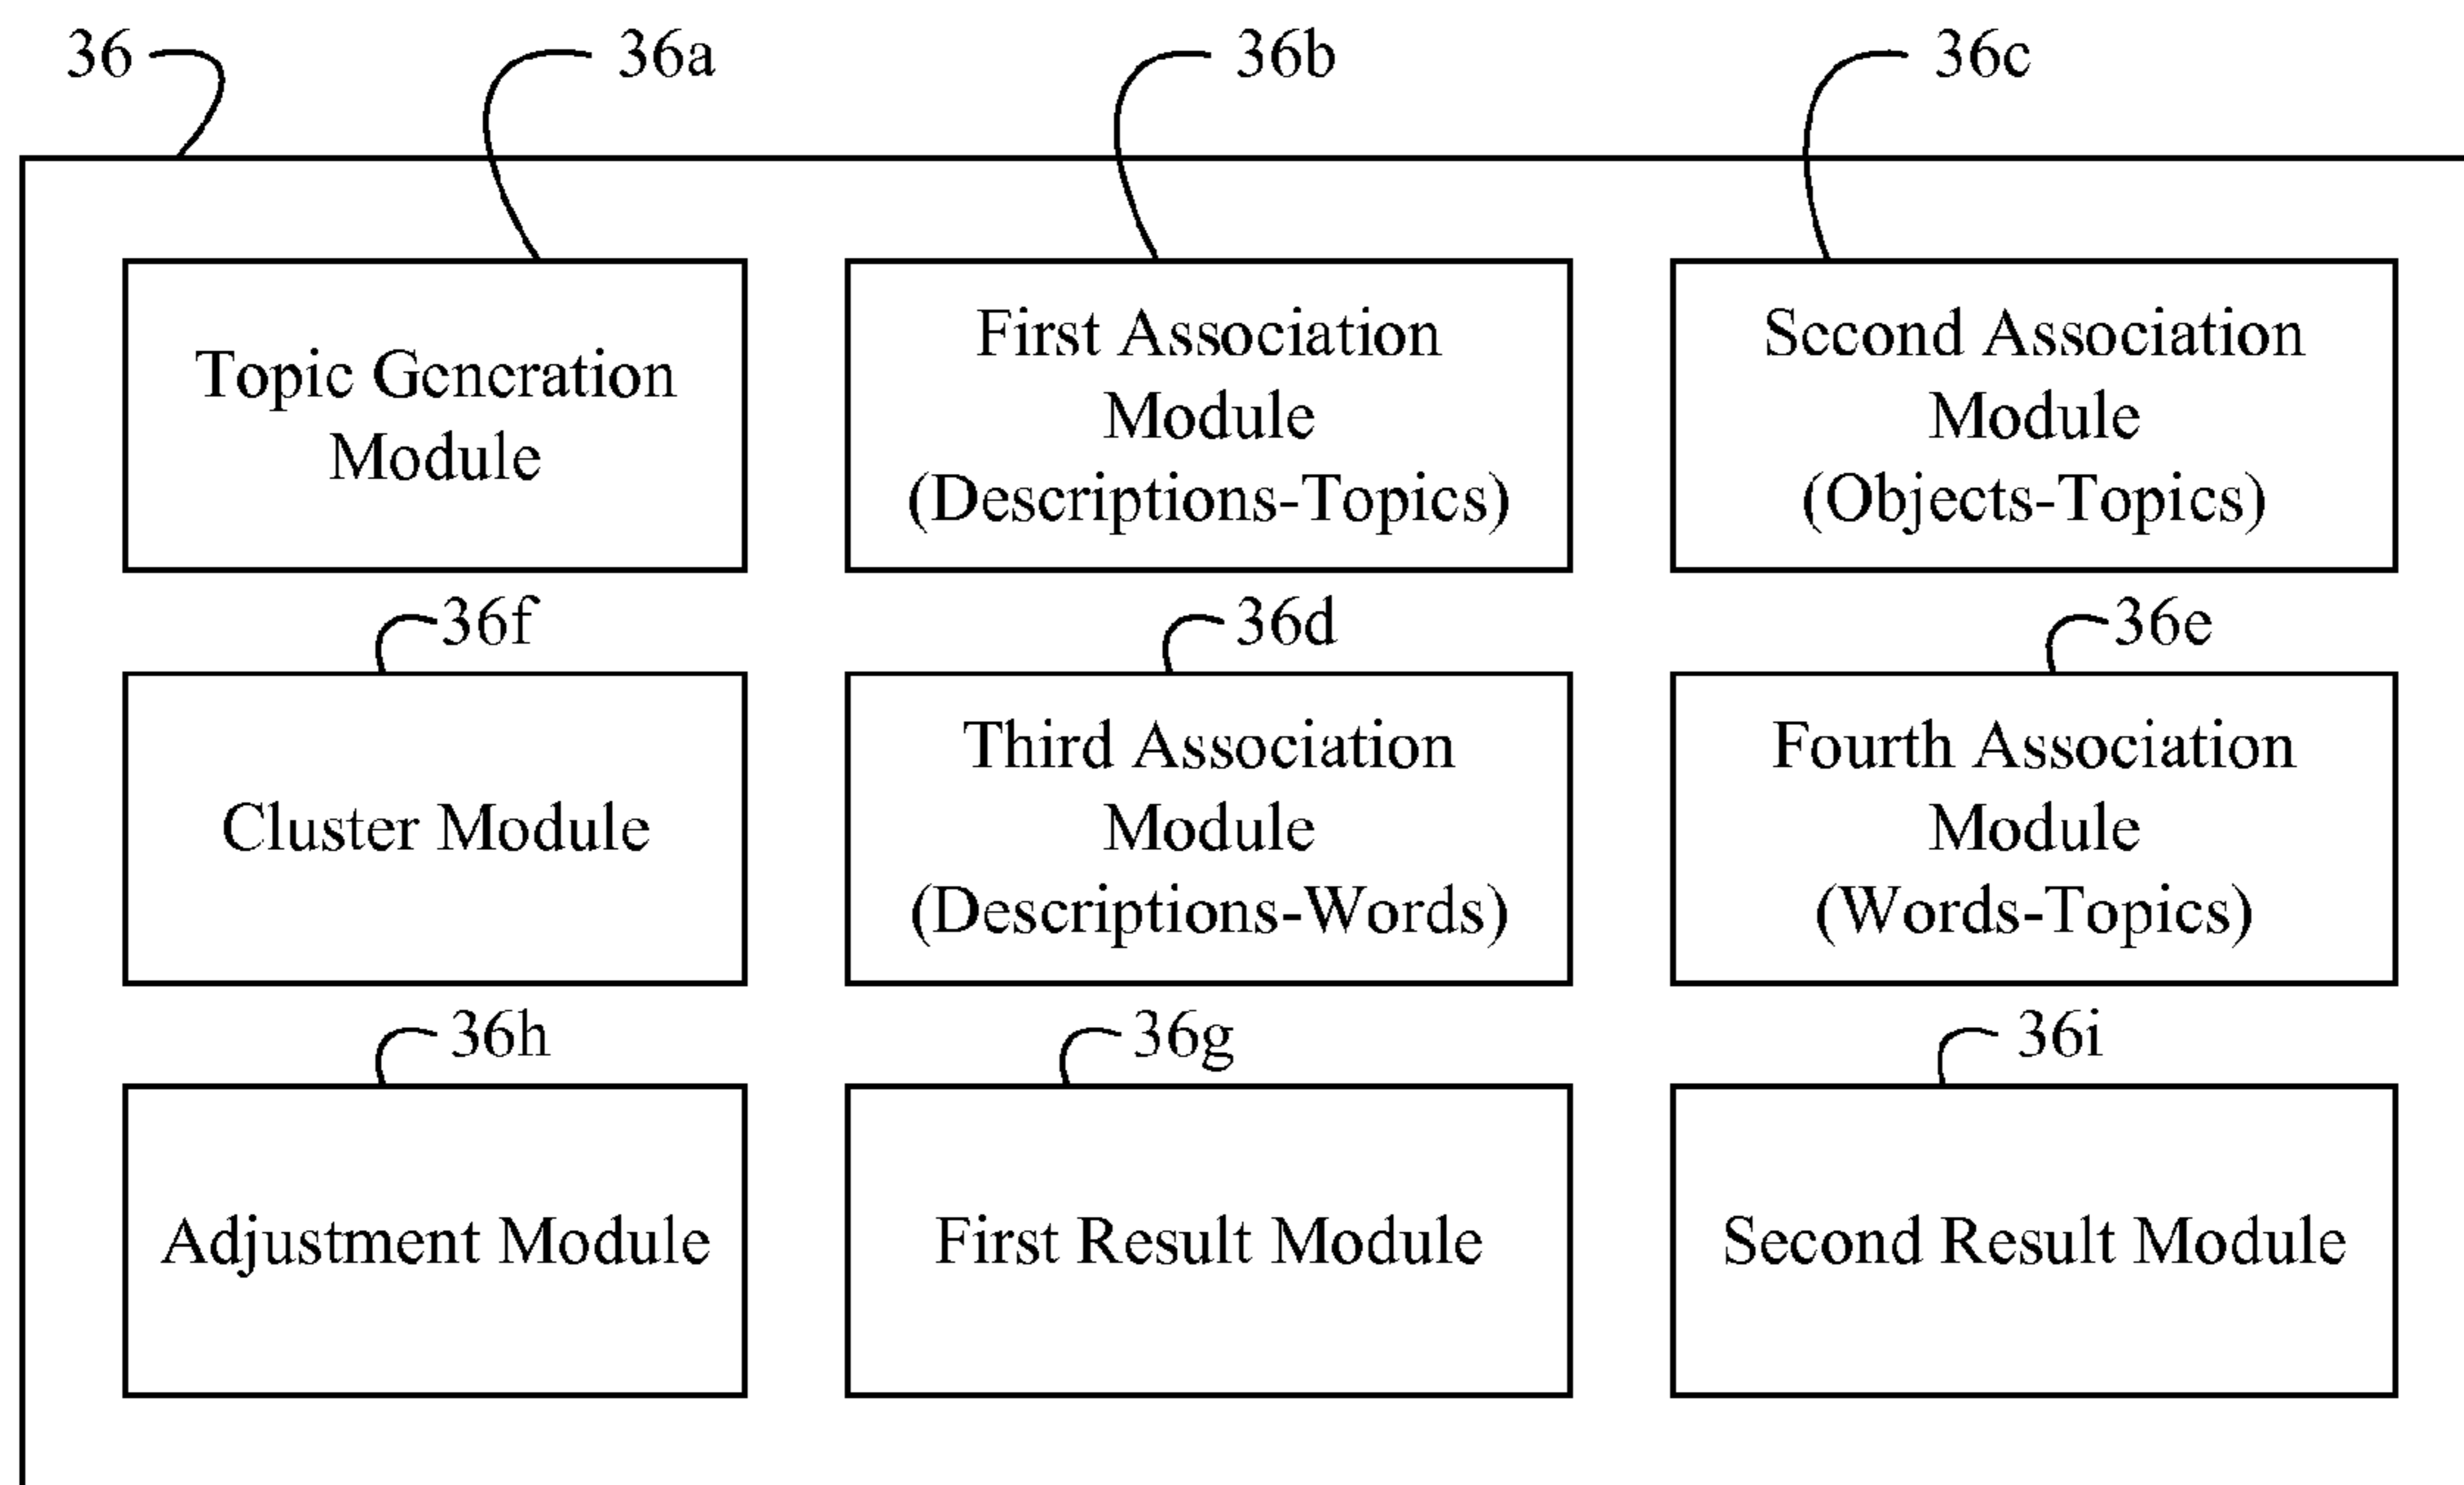 36
36a
36b
36c
Topic Generation
Module
First Association
Module
(Descriptions-Topics)
Second Association
Module
(Objects-Topics)
36f
36d
36e
Cluster Module
Third Association
Module
(Descriptions-Words)
Fourth Association
Module
(Words-Topics)
36h
36g
36i
Adjustment Module
First Result Module
Second Result Module